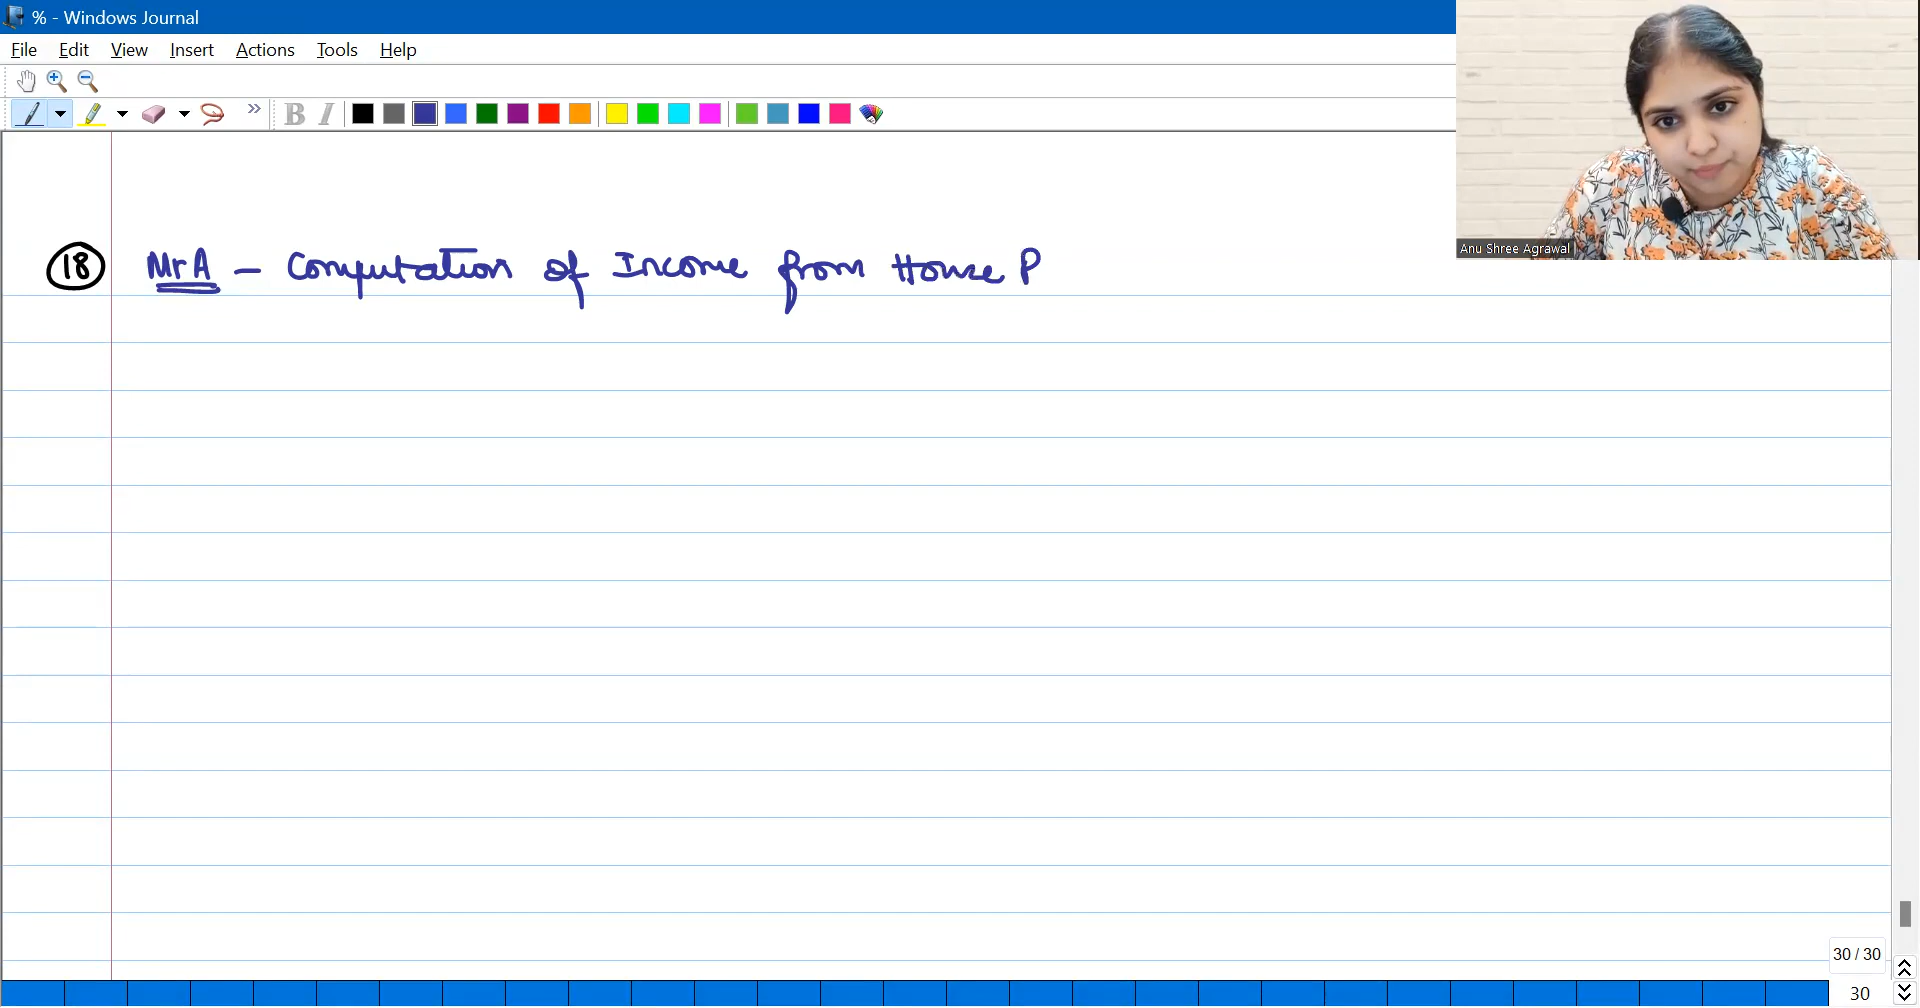 % - Windows Journal
File Edit View Insert Actions Tools Help
B I
Anu Shree Agrawal
18 Mr A - Computation of Income from House P
30 / 30
30